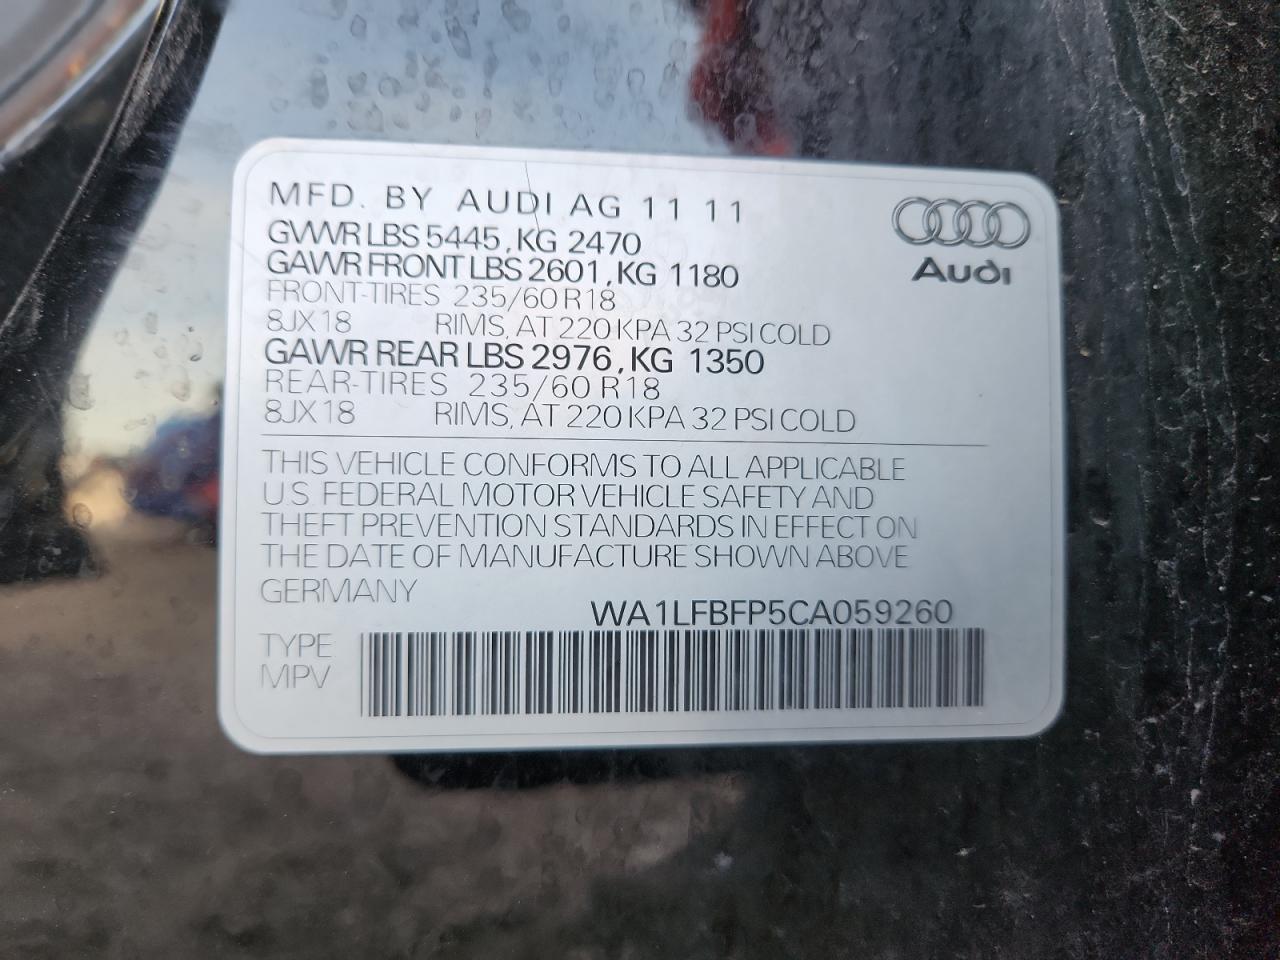 MFD. BY AUDI AG 11 11
GVWR LBS 5445, KG 2470
GAWR FRONT LBS 2601, KG 1180
FRONT-TIRES 235/60 R18
8JX18 RIMS, AT 220 KPA 32 PSI COLD
GAWR REAR LBS 2976, KG 1350
REAR-TIRES 235/60 R18
8JX18 RIMS, AT 220 KPA 32 PSI COLD
Audi
THIS VEHICLE CONFORMS TO ALL APPLICABLE
U.S. FEDERAL MOTOR VEHICLE SAFETY AND
THEFT PREVENTION STANDARDS IN EFFECT ON
THE DATE OF MANUFACTURE SHOWN ABOVE
GERMANY
WA1LFBFP5CA059260
TYPE
MPV